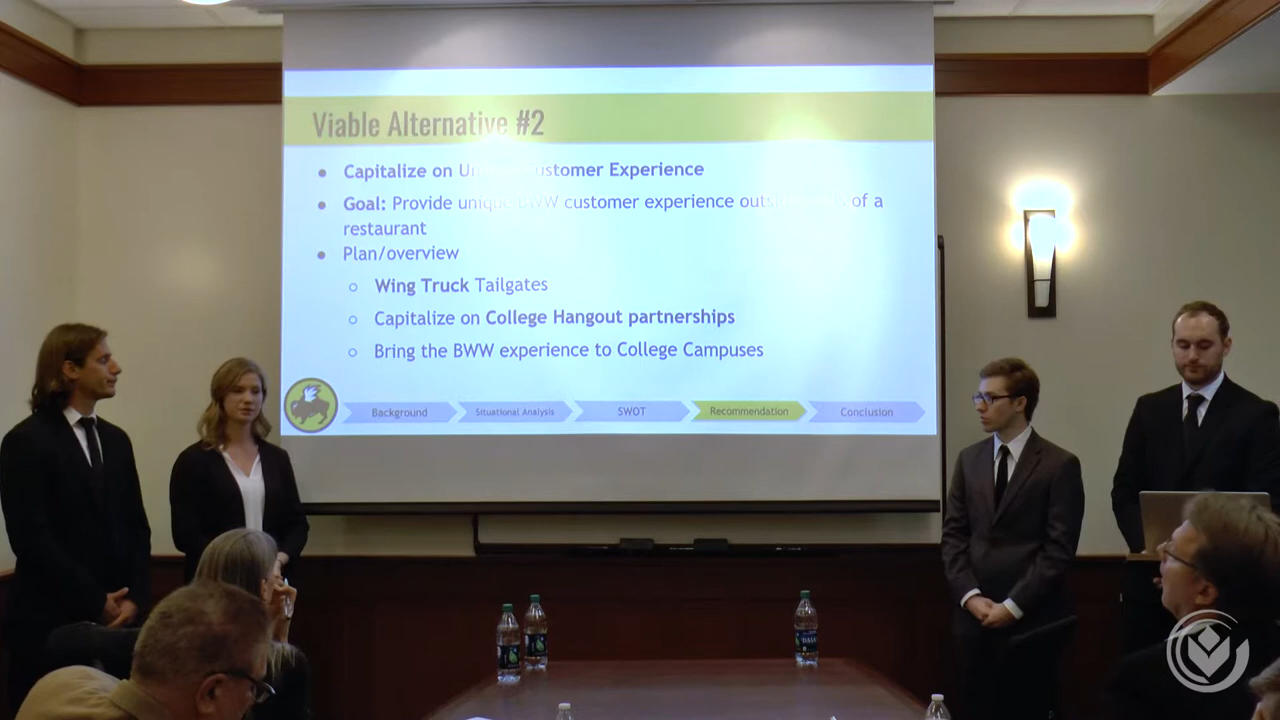 Viable Alternative #2
Capitalize on Customer Experience
Goal: Provide unique BWW customer experience of a
restaurant
Plan/overview
Wing Truck Tailgates
Capitalize on College Hangout partnerships
Bring the BWW experience to College Campuses
Background
Situational Analysis
SWOT
Recommendation
Conclusion